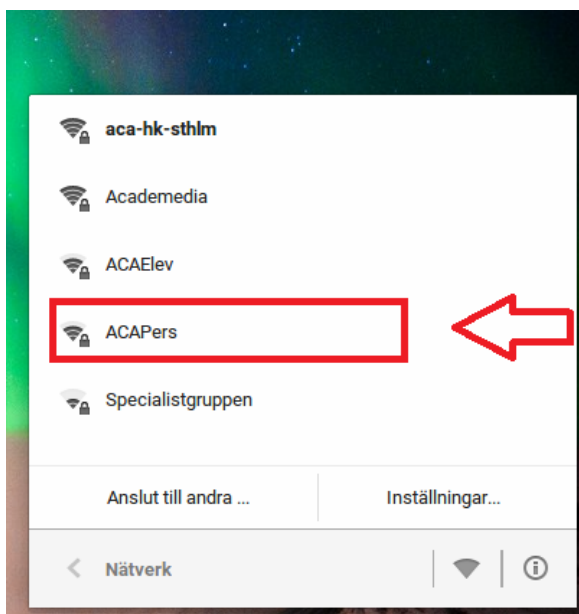 aca-hk-sthlm
Academedia
ACAElev
ACAPers
Specialistgruppen
Anslut till andra ... Inställningar...
Nätverk